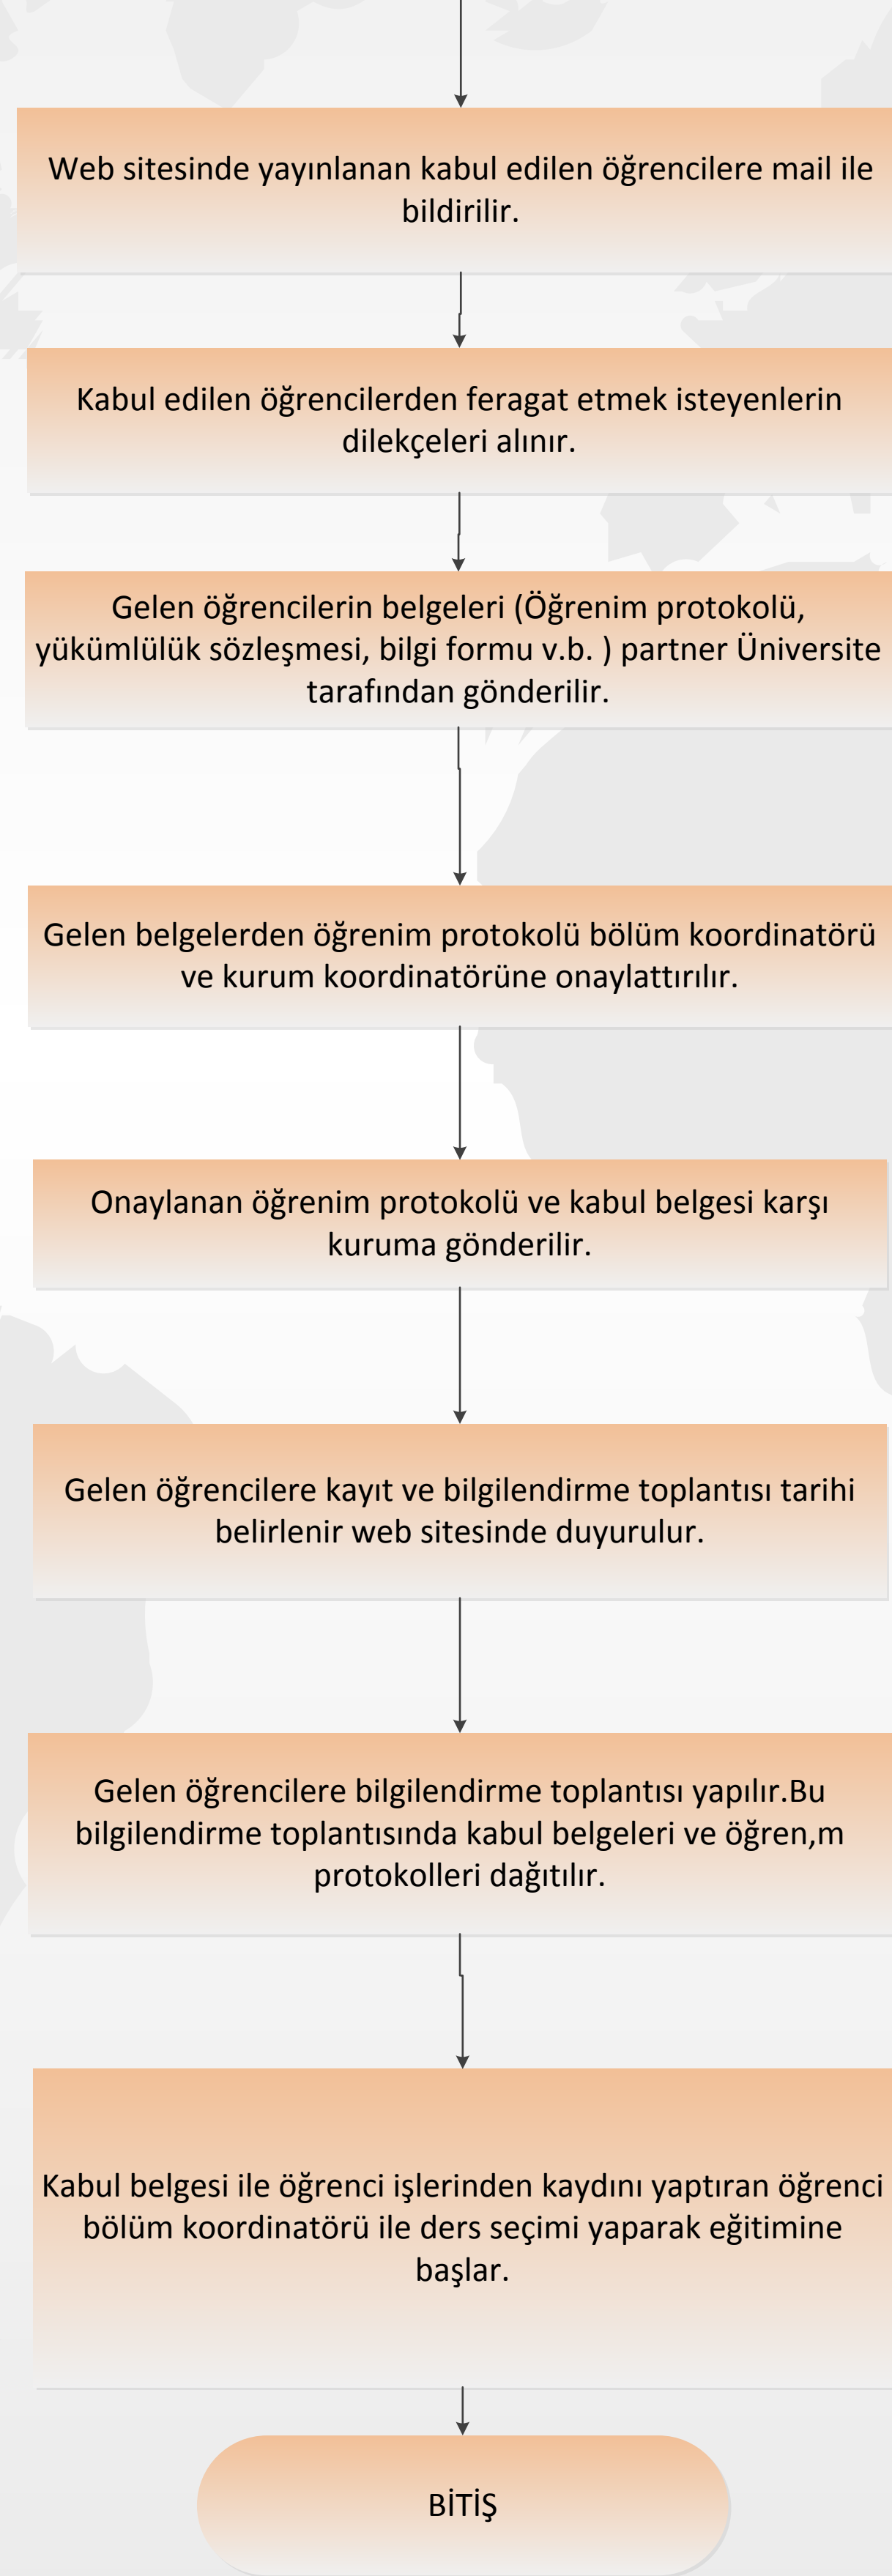 Web sitesinde yayınlanan kabul edilen öğrencilere mail ile
bildirilir.
Kabul edilen öğrencilerden feragat etmek isteyenlerin
dilekçeleri alınır.
Gelen öğrencilerin belgeleri (Öğrenim protokolü,
yükümlülük sözleşmesi, bilgi formu v.b. ) partner Üniversite
tarafından gönderilir.
Gelen belgelerden öğrenim protokolü bölüm koordinatörü
ve kurum koordinatörüne onaylattırılır.
Onaylanan öğrenim protokolü ve kabul belgesi karşı
kuruma gönderilir.
Gelen öğrencilere kayıt ve bilgilendirme toplantısı tarihi
belirlenir web sitesinde duyurulur.
Gelen öğrencilere bilgilendirme toplantısı yapılır.Bu
bilgilendirme toplantısında kabul belgeleri ve öğren,m
protokolleri dağıtılır.
Kabul belgesi ile öğrenci işlerinden kaydını yaptıran öğrenci
bölüm koordinatörü ile ders seçimi yaparak eğitimine
başlar.
BİTİŞ